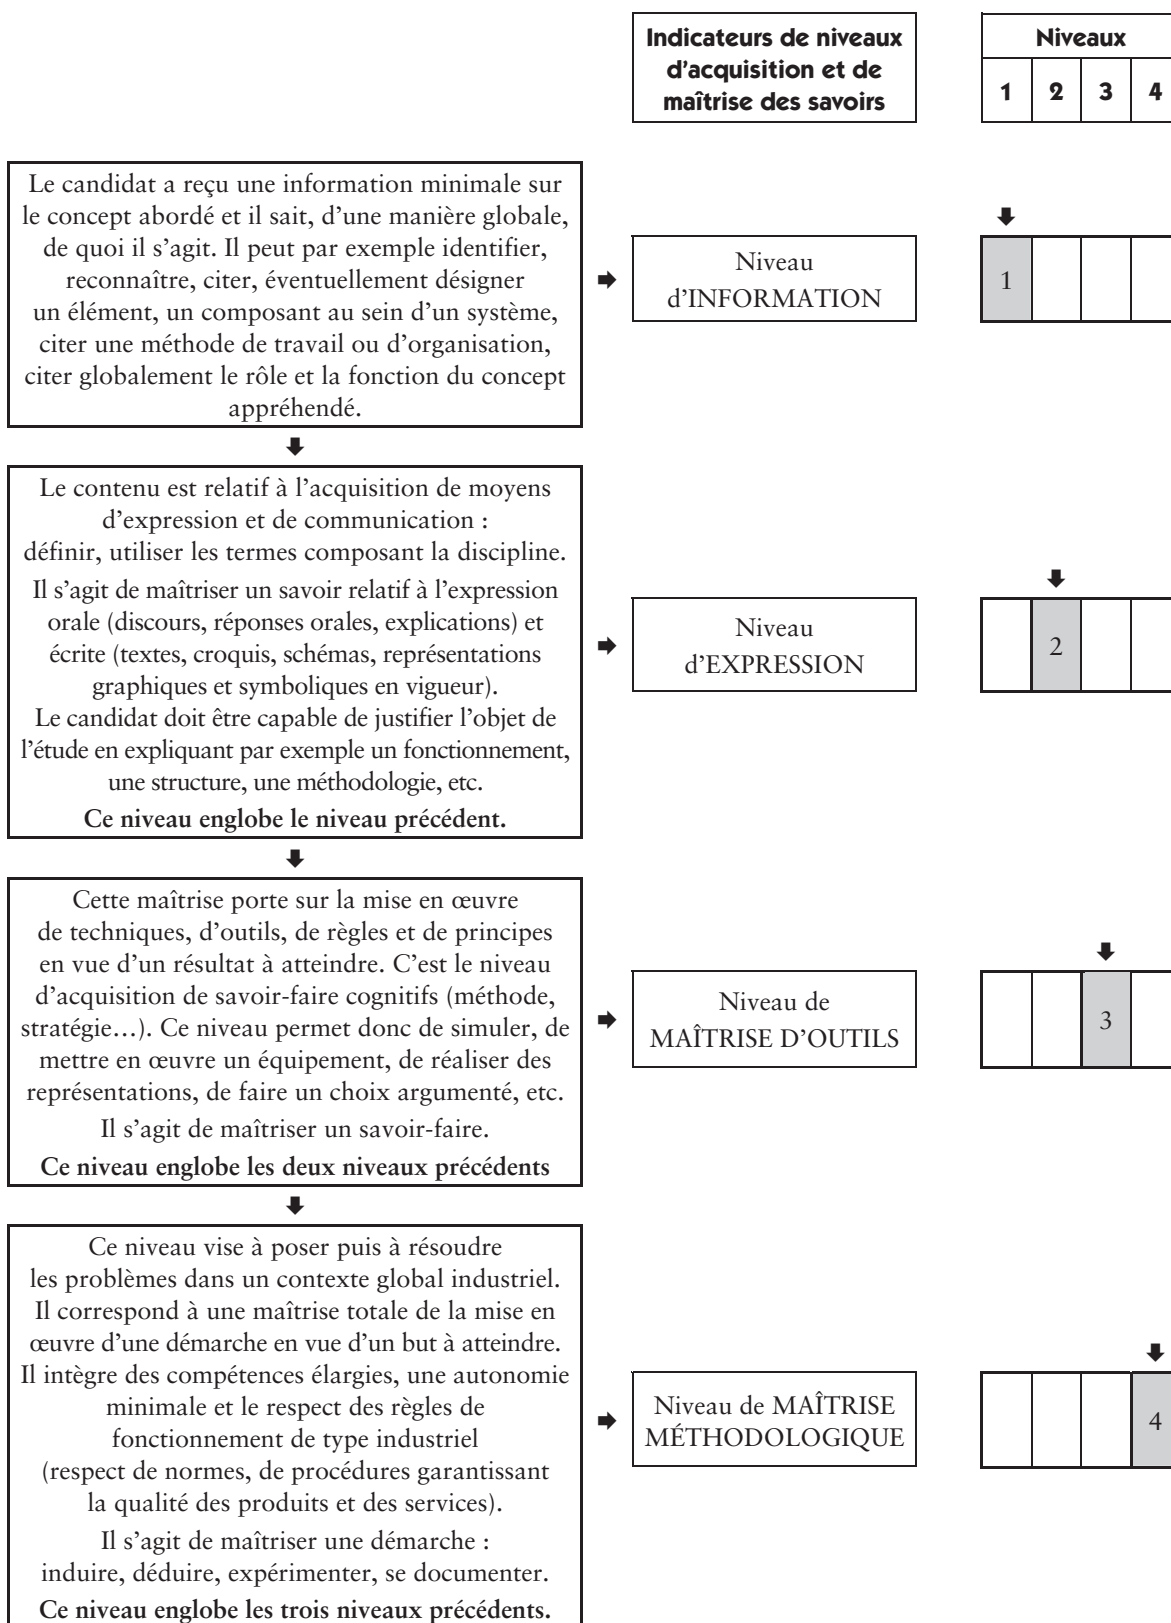 Indicateurs de niveaux
d'acquisition et de
maîtrise des savoirs
Niveaux
1 2 3 4
Le candidat a reçu une information minimale sur
le concept abordé et il sait, d'une manière globale,
de quoi il s'agit. Il peut par exemple identifier,
reconnaître, citer, éventuellement désigner
un élément, un composant au sein d'un système,
citer une méthode de travail ou d'organisation,
citer globalement le rôle et la fonction du concept
appréhendé.
Niveau
d'INFORMATION
1
Le contenu est relatif à l'acquisition de moyens
d'expression et de communication :
définir, utiliser les termes composant la discipline.
Il s'agit de maîtriser un savoir relatif à l'expression
orale (discours, réponses orales, explications) et
écrite (textes, croquis, schémas, représentations
graphiques et symboliques en vigueur).
Le candidat doit être capable de justifier l'objet de
l'étude en expliquant par exemple un fonctionnement,
une structure, une méthodologie, etc.
Ce niveau englobe le niveau précédent.
Niveau
d'EXPRESSION
2
Cette maîtrise porte sur la mise en œuvre
de techniques, d'outils, de règles et de principes
en vue d'un résultat à atteindre. C'est le niveau
d'acquisition de savoir-faire cognitifs (méthode,
stratégie…). Ce niveau permet donc de simuler, de
mettre en œuvre un équipement, de réaliser des
représentations, de faire un choix argumenté, etc.
Il s'agit de maîtriser un savoir-faire.
Ce niveau englobe les deux niveaux précédents
Niveau de
MAÎTRISE D'OUTILS
3
Ce niveau vise à poser puis à résoudre
les problèmes dans un contexte global industriel.
Il correspond à une maîtrise totale de la mise en
œuvre d'une démarche en vue d'un but à atteindre.
Il intègre des compétences élargies, une autonomie
minimale et le respect des règles de
fonctionnement de type industriel
(respect de normes, de procédures garantissant
la qualité des produits et des services).
Il s'agit de maîtriser une démarche :
induire, déduire, expérimenter, se documenter.
Ce niveau englobe les trois niveaux précédents.
Niveau de MAÎTRISE
MÉTHODOLOGIQUE
4